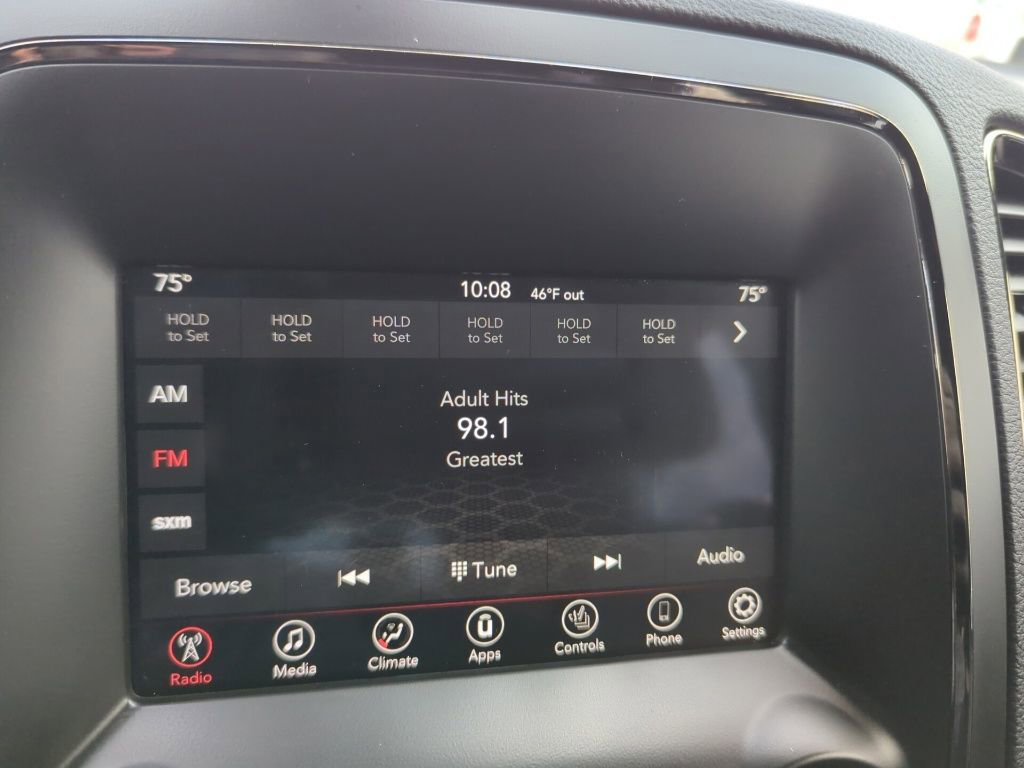 75°
10:08
46°F out
75°
HOLD
to Set
HOLD
to Set
HOLD
to Set
HOLD
to Set
HOLD
to Set
HOLD
to Set
AM
FM
sxm
Adult Hits
98.1
Greatest
Browse
Tune
Audio
Radio
Media
Climate
Apps
Controls
Phone
Settings